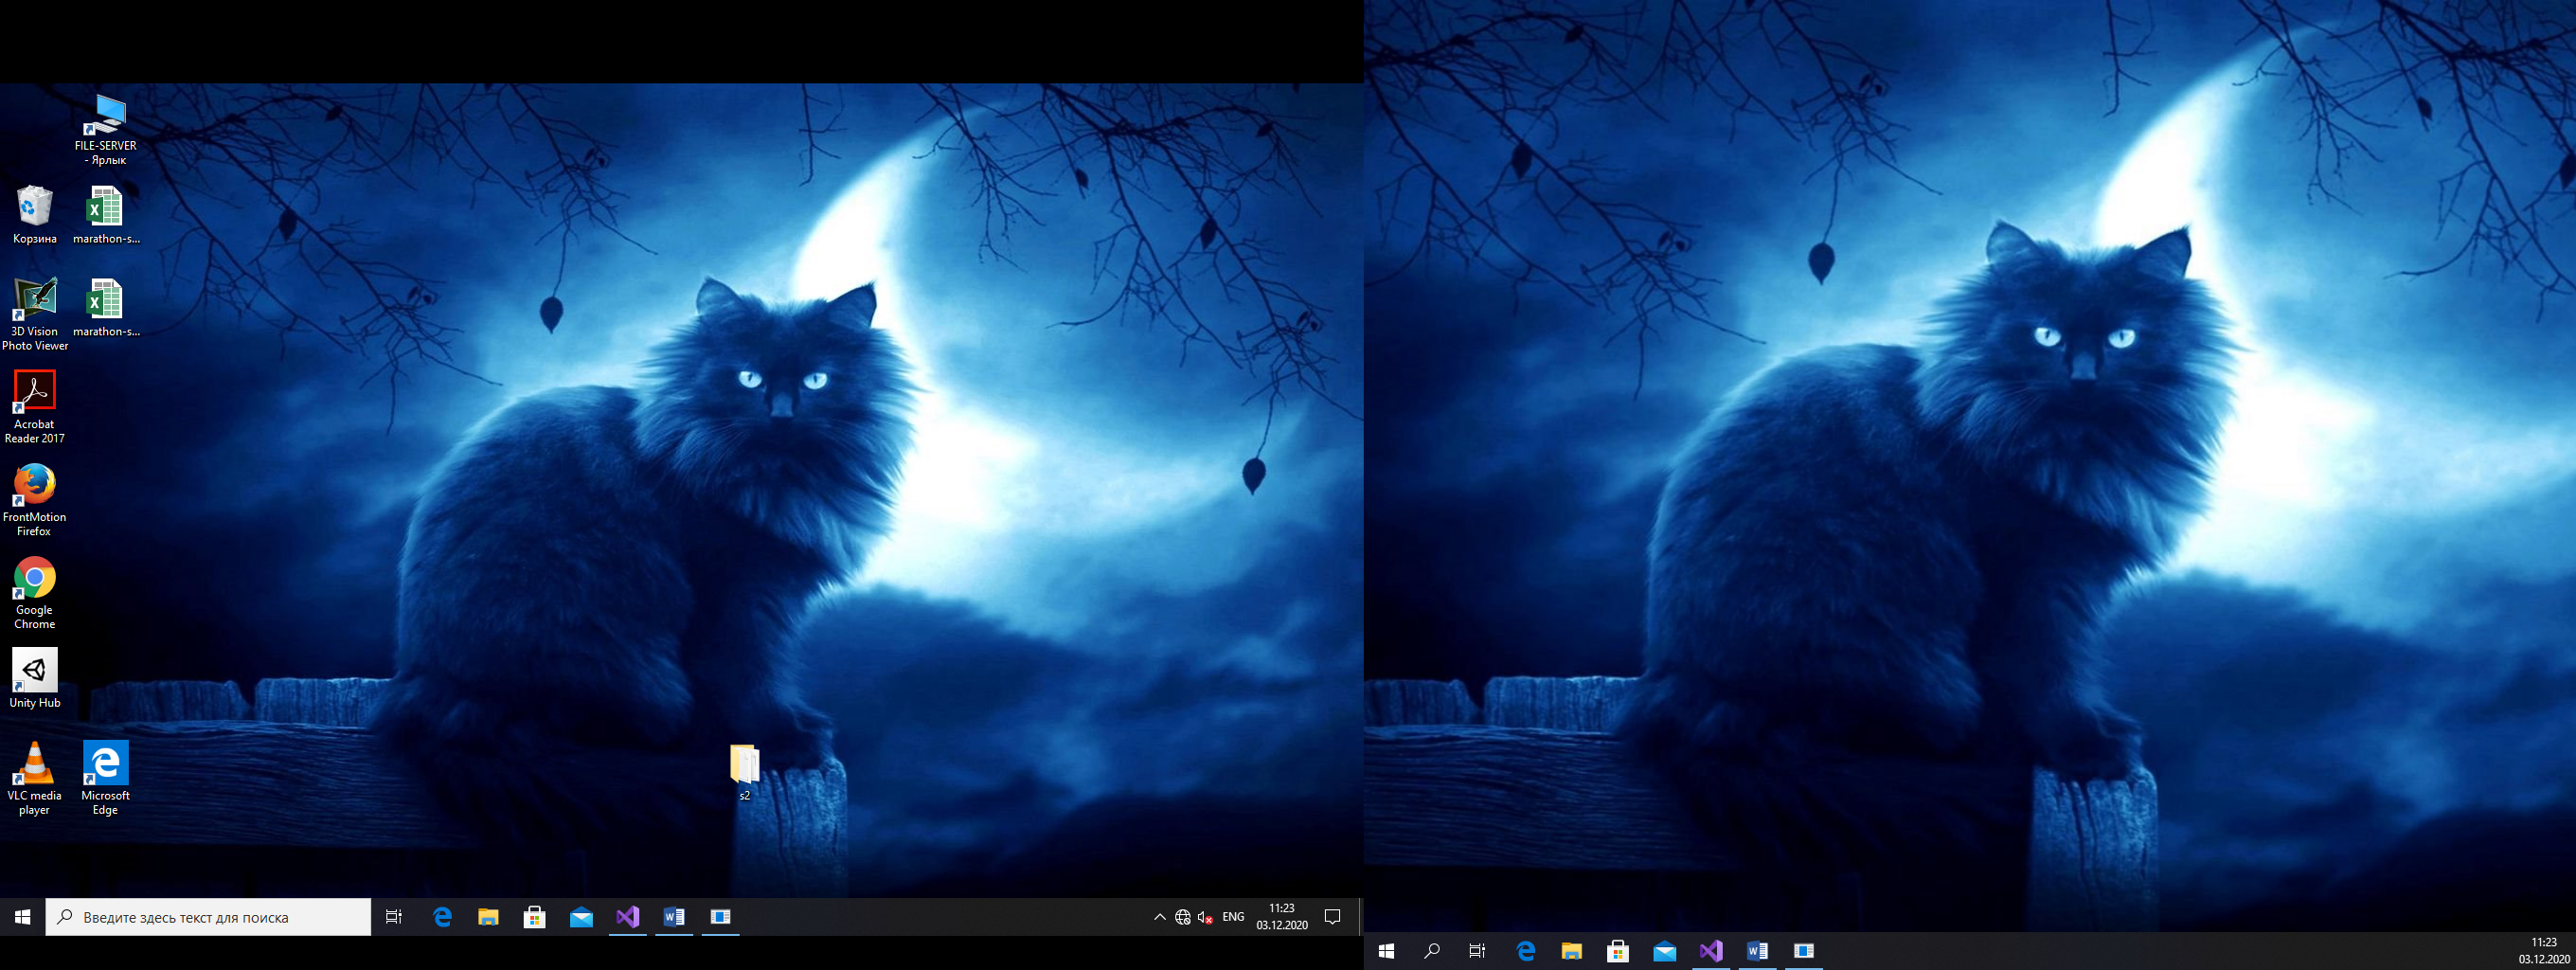 FILE-SERVER
- Ярлык
Корзина
marathon-s...
3D Vision
Photo Viewer
marathon-s...
Acrobat
Reader 2017
FrontMotion
Firefox
Google
Chrome
Unity Hub
VLC media
player
Microsoft
Edge
s2
Введите здесь текст для поиска
ENG
11:23
03.12.2020
11:23
03.12.2020